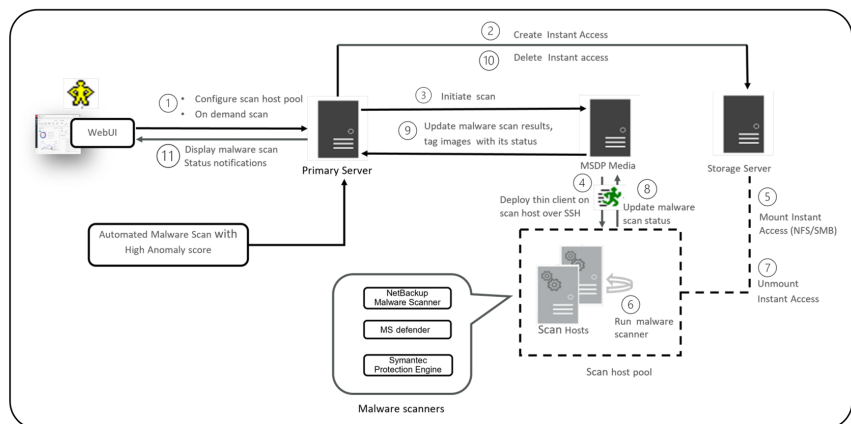 ② Create Instant Access
⑩ Delete Instant access
① • Configure scan host pool
• On demand scan
WebUI
③ Initiate scan
⑨ Update malware scan results,
tag images with its status
⑪ Display malware scan
Status notifications
Primary Server
MSDP Media
Storage Server
④ Deploy thin client on
scan host over SSH
⑧ Update malware
scan status
⑤ Mount Instant
Access (NFS/SMB)
Automated Malware Scan with
High Anomaly score
⑦ Unmount
Instant Access
NetBackup
Malware Scanner
MS defender
Symantec
Protection Engine
Malware scanners
Scan Hosts
⑥ Run malware
scanner
Scan host pool